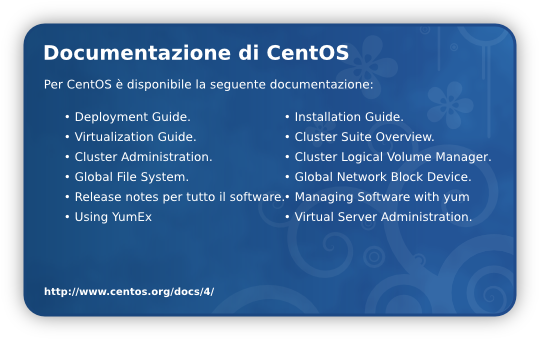 Documentazione di CentOS
Per CentOS è disponibile la seguente documentazione:
• Deployment Guide.
• Virtualization Guide.
• Cluster Administration.
• Global File System.
• Release notes per tutto il software.
• Using YumEx
• Installation Guide.
• Cluster Suite Overview.
• Cluster Logical Volume Manager.
• Global Network Block Device.
• Managing Software with yum
• Virtual Server Administration.
http://www.centos.org/docs/4/